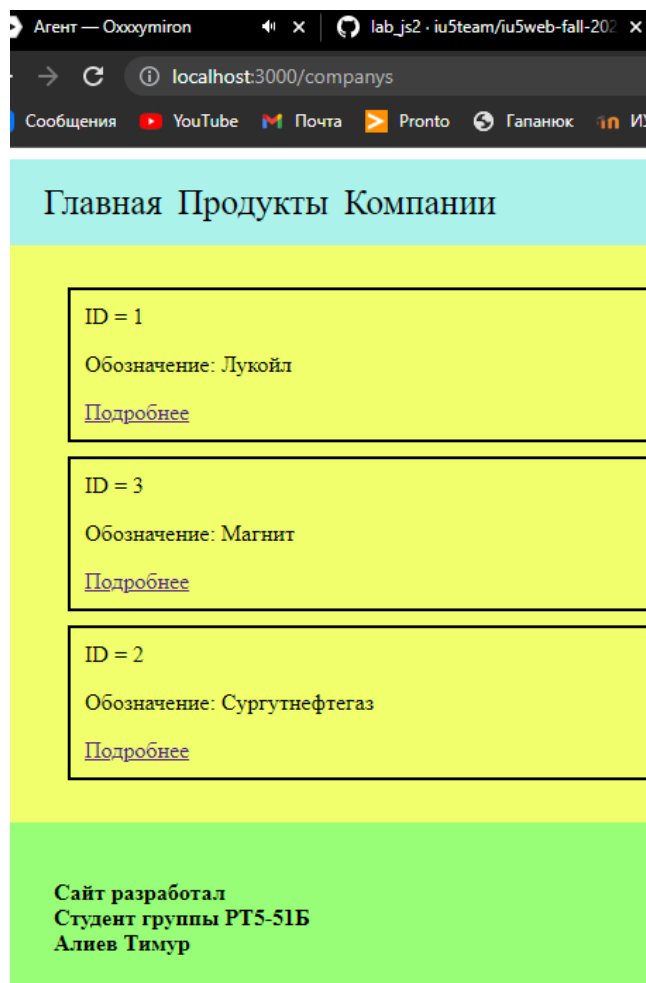 Агент — Oxxxymiron
lab_js2 · iu5team/iu5web-fall-202
localhost:3000/companys
Сообщения YouTube Почта Pronto Гапанюк
Главная Продукты Компании
ID = 1
Обозначение: Лукойл
Подробнее
ID = 3
Обозначение: Магнит
Подробнее
ID = 2
Обозначение: Сургутнефтегаз
Подробнее
Сайт разработал
Студент группы РТ5-51Б
Алиев Тимур